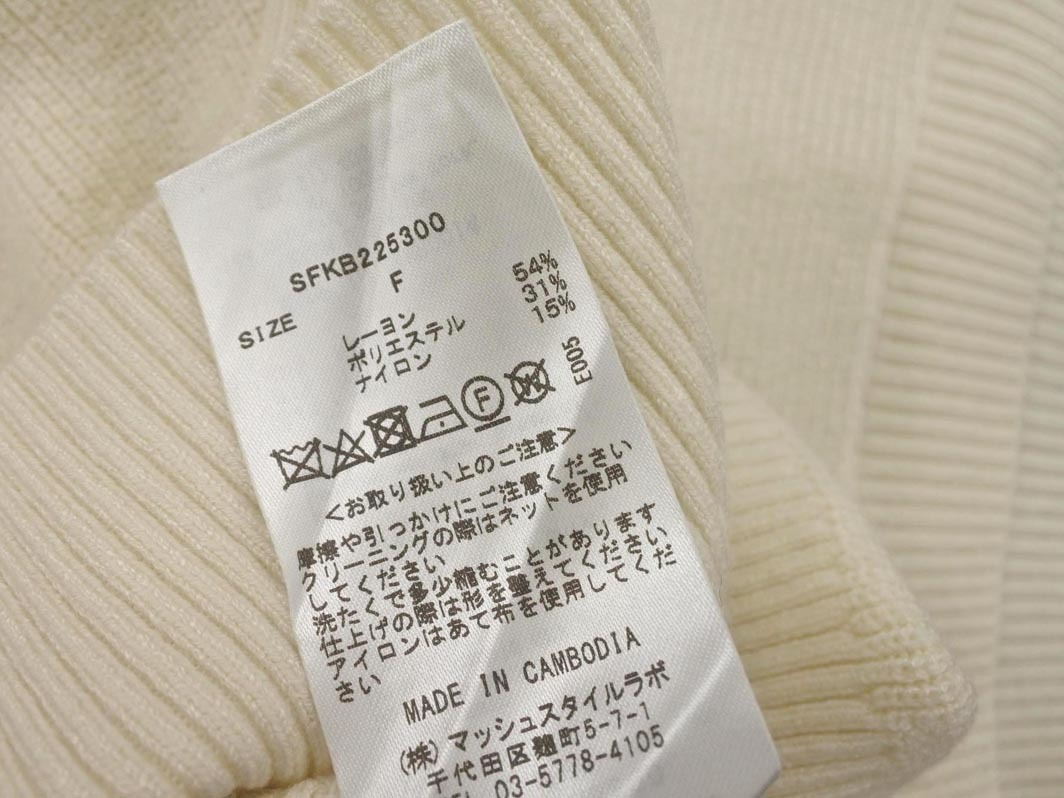 SFKB225300
SIZE F
レーヨン 54%
ポリエステル 31%
ナイロン 15%
F W E005
<お取り扱い上のご注意>
摩擦や引っかけにご注意ください
クリーニングの際はネットを使用
してください
洗たくで多少縮むことがあります。
仕上げの際は形を整えてください。
アイロンはあて布を使用してくだ
さい
MADE IN CAMBODIA
(株)マッシュスタイルラボ
千代田区麹町5-7-1
TEL 03-5778-4105